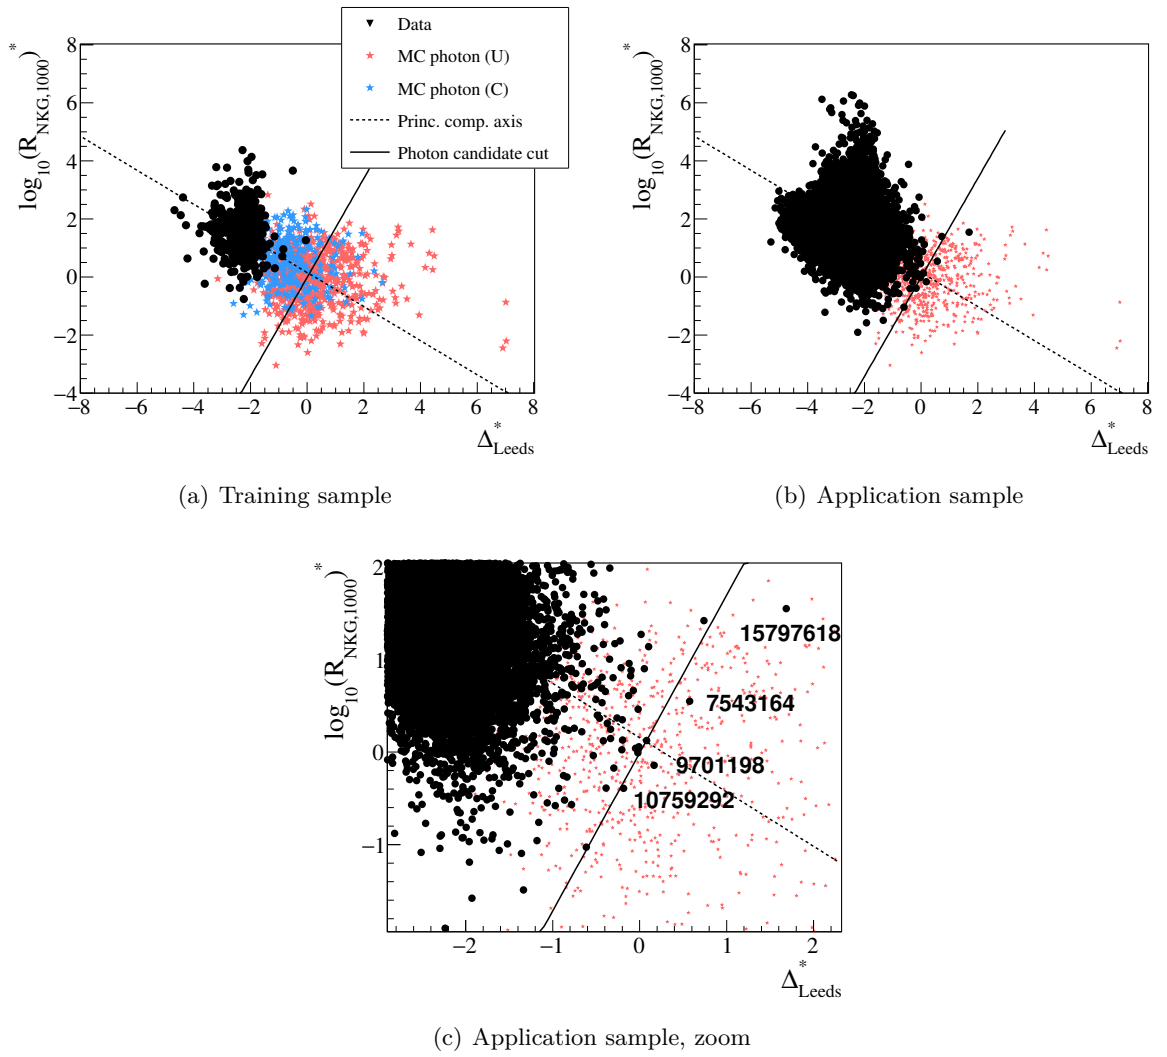 Data
MC photon (U)
MC photon (C)
Princ. comp. axis
Photon candidate cut
log10(RNKG,1000)*
8
6
4
2
0
−2
−4
−8 −6 −4 −2 0 2 4 6 8
Δ*Leeds
(a) Training sample
log10(RNKG,1000)*
8
6
4
2
0
−2
−4
−8 −6 −4 −2 0 2 4 6 8
Δ*Leeds
(b) Application sample
log10(RNKG,1000)*
2
1
0
−1
15797618
7543164
9701198
10759292
−2 −1 0 1 2
Δ*Leeds
(c) Application sample, zoom